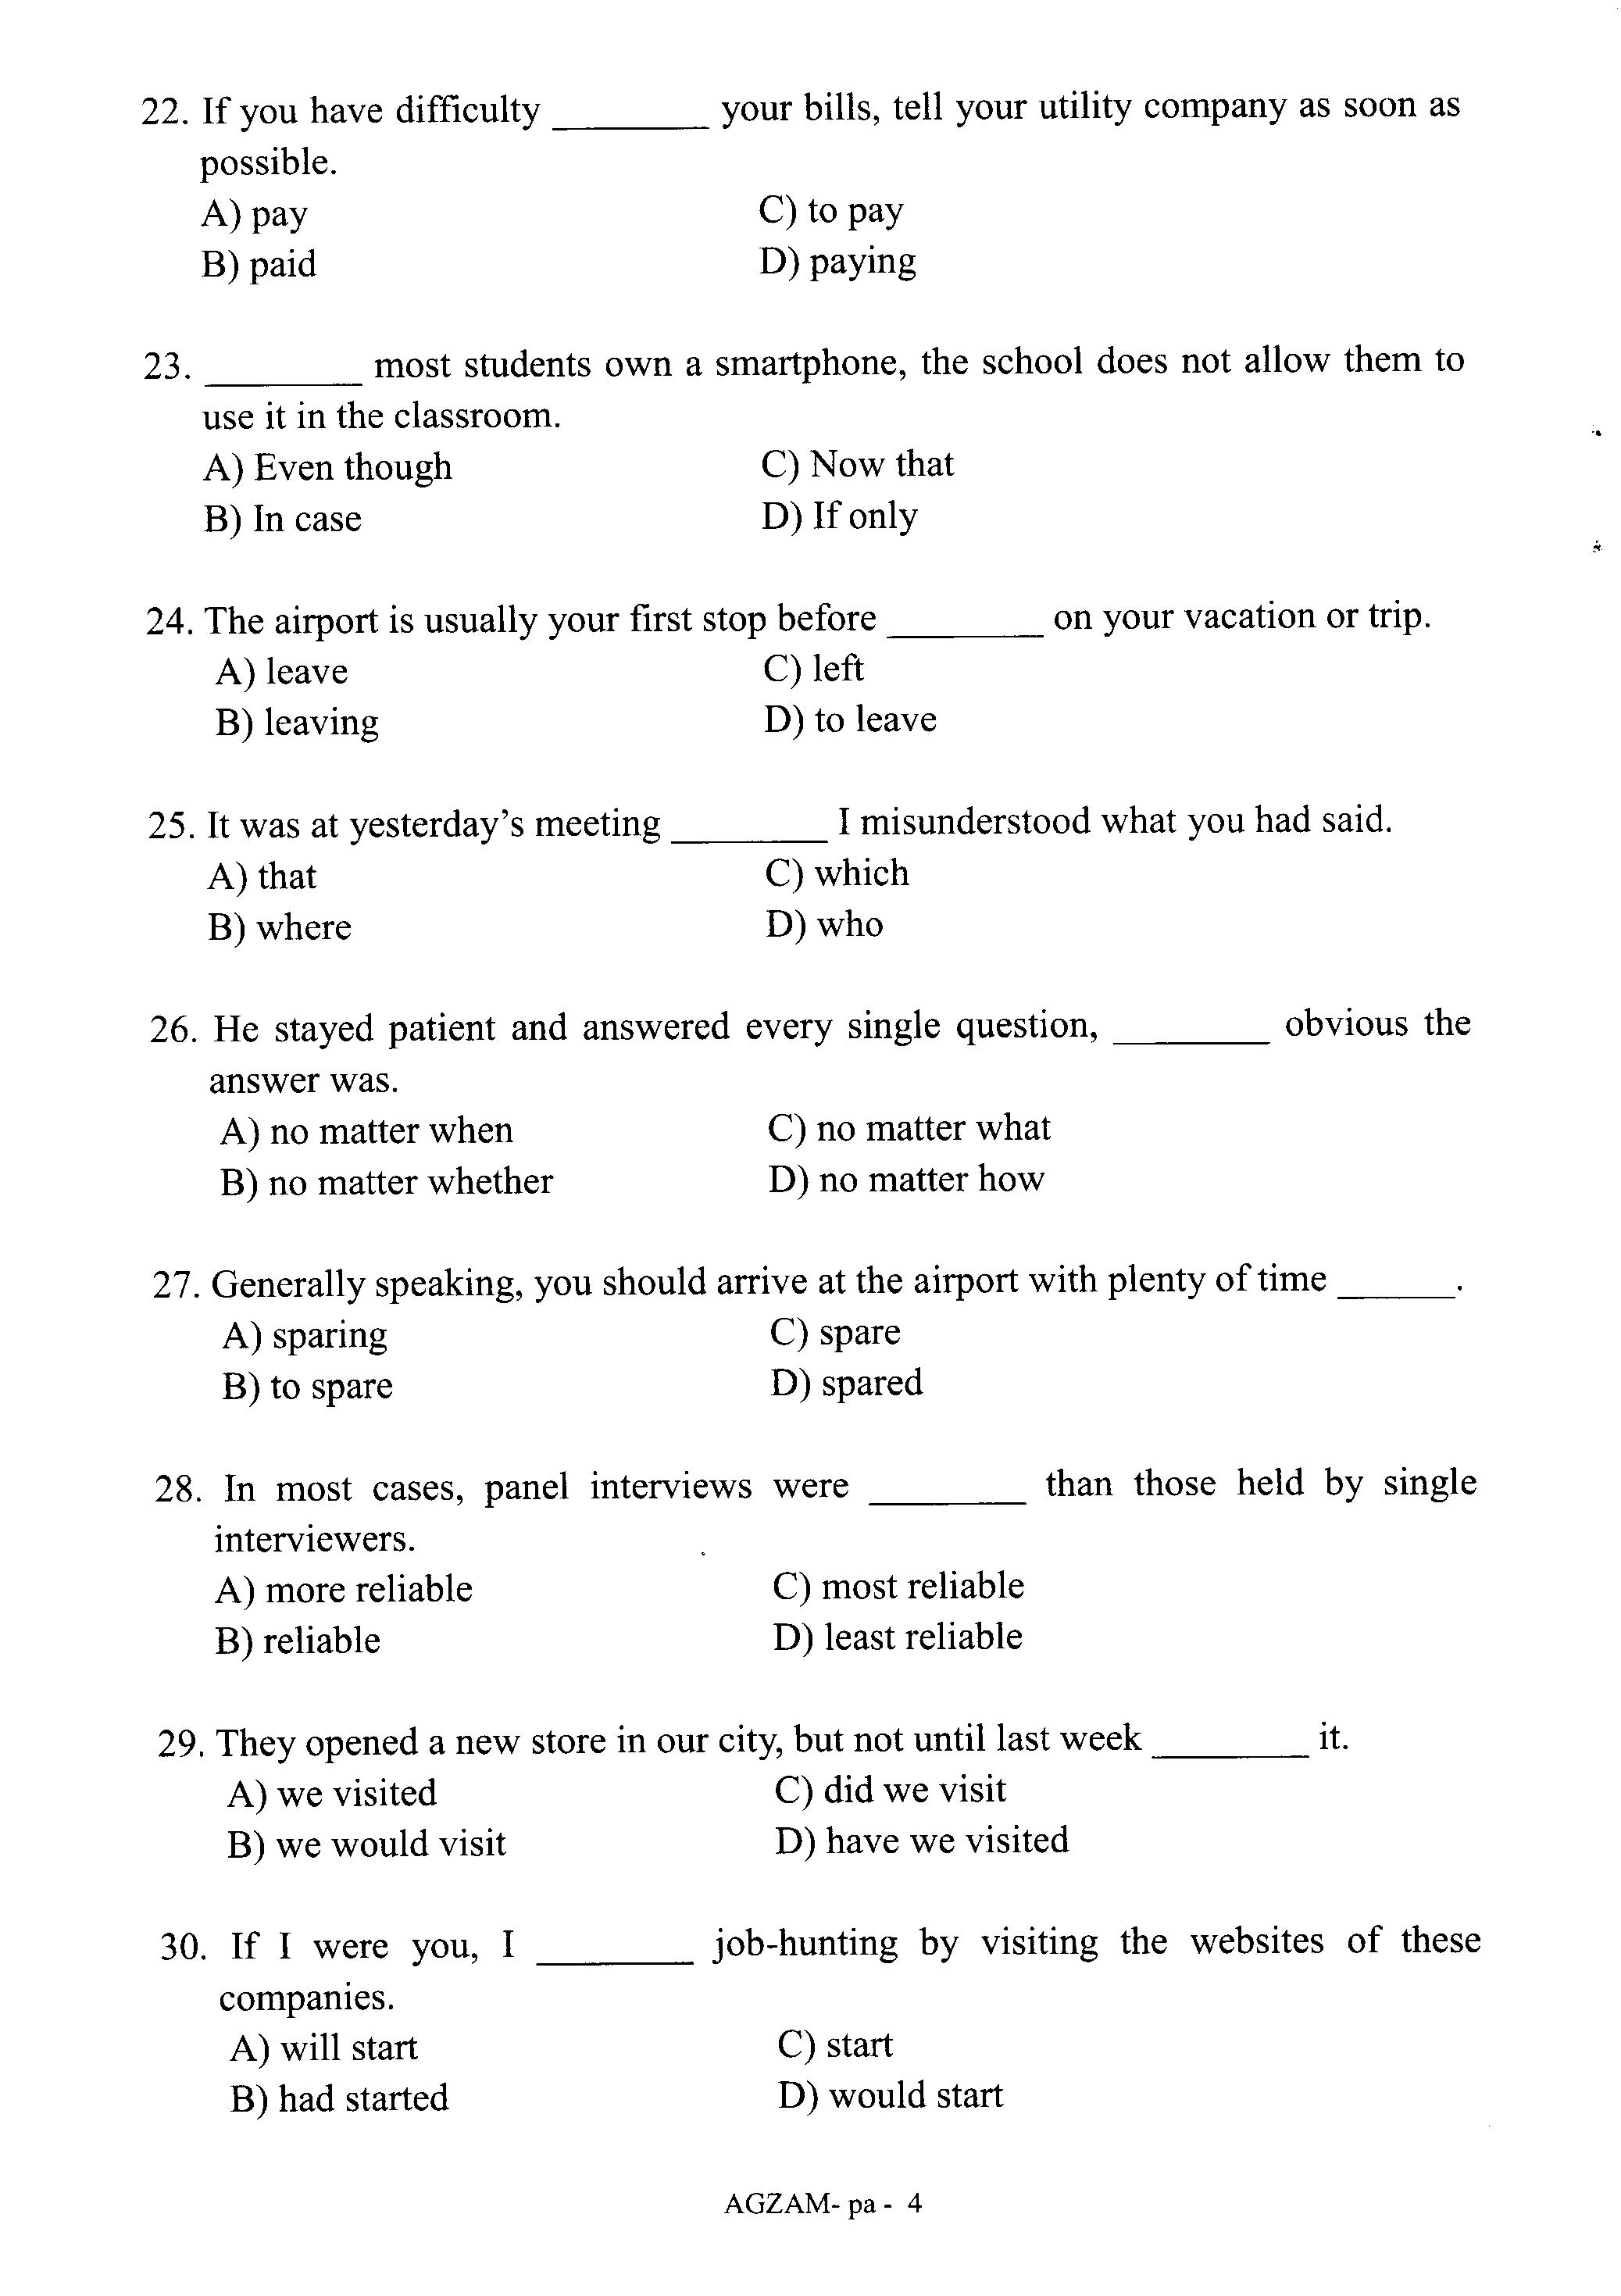 22. If you have difficulty ________ your bills, tell your utility company as soon as
possible.
A) pay C) to pay
B) paid D) paying
23. ________ most students own a smartphone, the school does not allow them to
use it in the classroom.
A) Even though C) Now that
B) In case D) If only
24. The airport is usually your first stop before ________ on your vacation or trip.
A) leave C) left
B) leaving D) to leave
25. It was at yesterday's meeting ________ I misunderstood what you had said.
A) that C) which
B) where D) who
26. He stayed patient and answered every single question, ________ obvious the
answer was.
A) no matter when C) no matter what
B) no matter whether D) no matter how
27. Generally speaking, you should arrive at the airport with plenty of time ______.
A) sparing C) spare
B) to spare D) spared
28. In most cases, panel interviews were ________ than those held by single
interviewers.
A) more reliable C) most reliable
B) reliable D) least reliable
29. They opened a new store in our city, but not until last week ________ it.
A) we visited C) did we visit
B) we would visit D) have we visited
30. If I were you, I ________ job-hunting by visiting the websites of these
companies.
A) will start C) start
B) had started D) would start
AGZAM- pa - 4